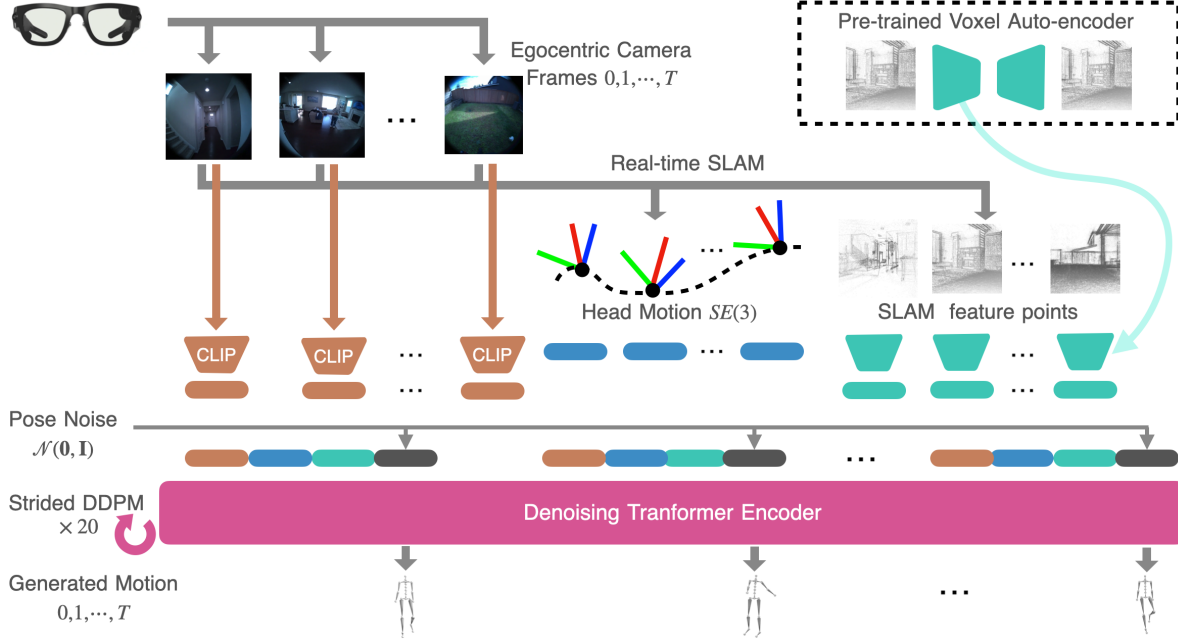 Pre-trained Voxel Auto-encoder
Egocentric Camera
Frames 0,1,⋯, T
...
Real-time SLAM
...
...
Head Motion SE(3)
SLAM feature points
CLIP
CLIP
...
CLIP
...
...
...
...
Pose Noise
𝒩(0, I)
...
Strided DDPM
× 20
Denoising Tranformer Encoder
Generated Motion
0,1,⋯, T
...